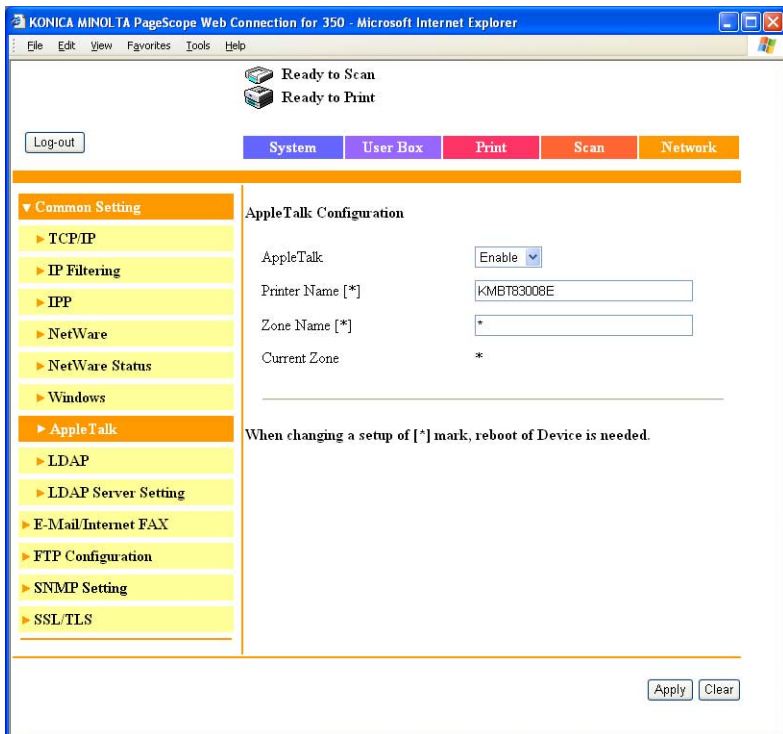 KONICA MINOLTA PageScope Web Connection for 350 - Microsoft Internet Explorer
File Edit View Favorites Tools Help
Ready to Scan
Ready to Print
Log-out
System User Box Print Scan Network
Common Setting
TCP/IP
IP Filtering
IPP
NetWare
NetWare Status
Windows
AppleTalk
LDAP
LDAP Server Setting
E-Mail/Internet FAX
FTP Configuration
SNMP Setting
SSL/TLS
AppleTalk Configuration
AppleTalk Enable
Printer Name [*] KMBT83008E
Zone Name [*] *
Current Zone *
When changing a setup of [*] mark, reboot of Device is needed.
Apply Clear